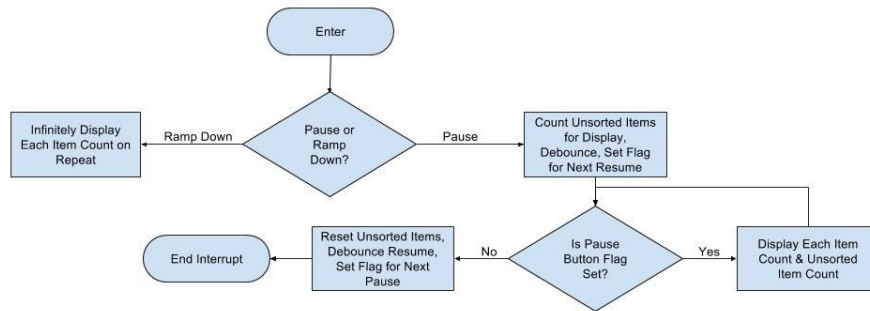 Enter
Infinitely Display
Each Item Count on
Repeat
Ramp Down
Pause or
Ramp
Down?
Pause
Count Unsorted Items
for Display,
Debounce, Set Flag
for Next Resume
End Interrupt
Reset Unsorted Items,
Debounce Resume,
Set Flag for Next
Pause
No
Is Pause
Button Flag
Set?
Yes
Display Each Item
Count & Unsorted
Item Count